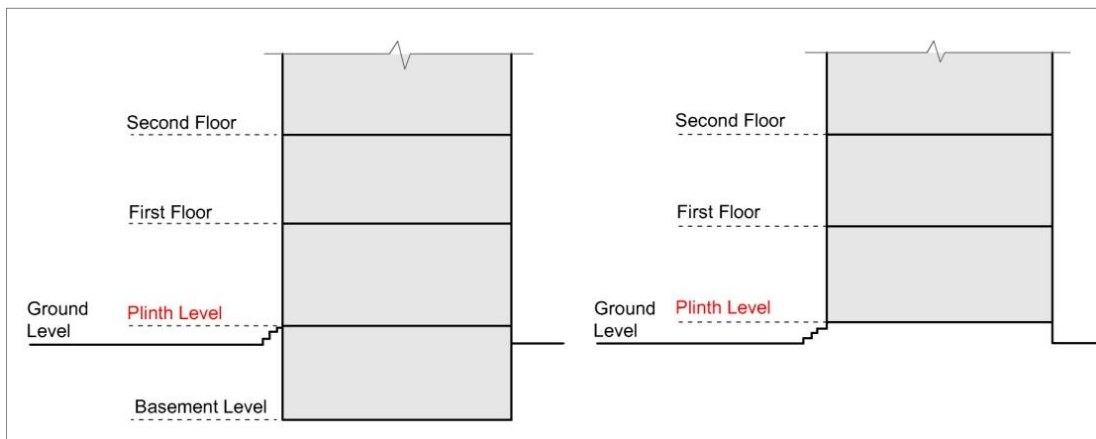 Second Floor
First Floor
Ground
Level
Plinth Level
Basement Level
Second Floor
First Floor
Ground
Level
Plinth Level